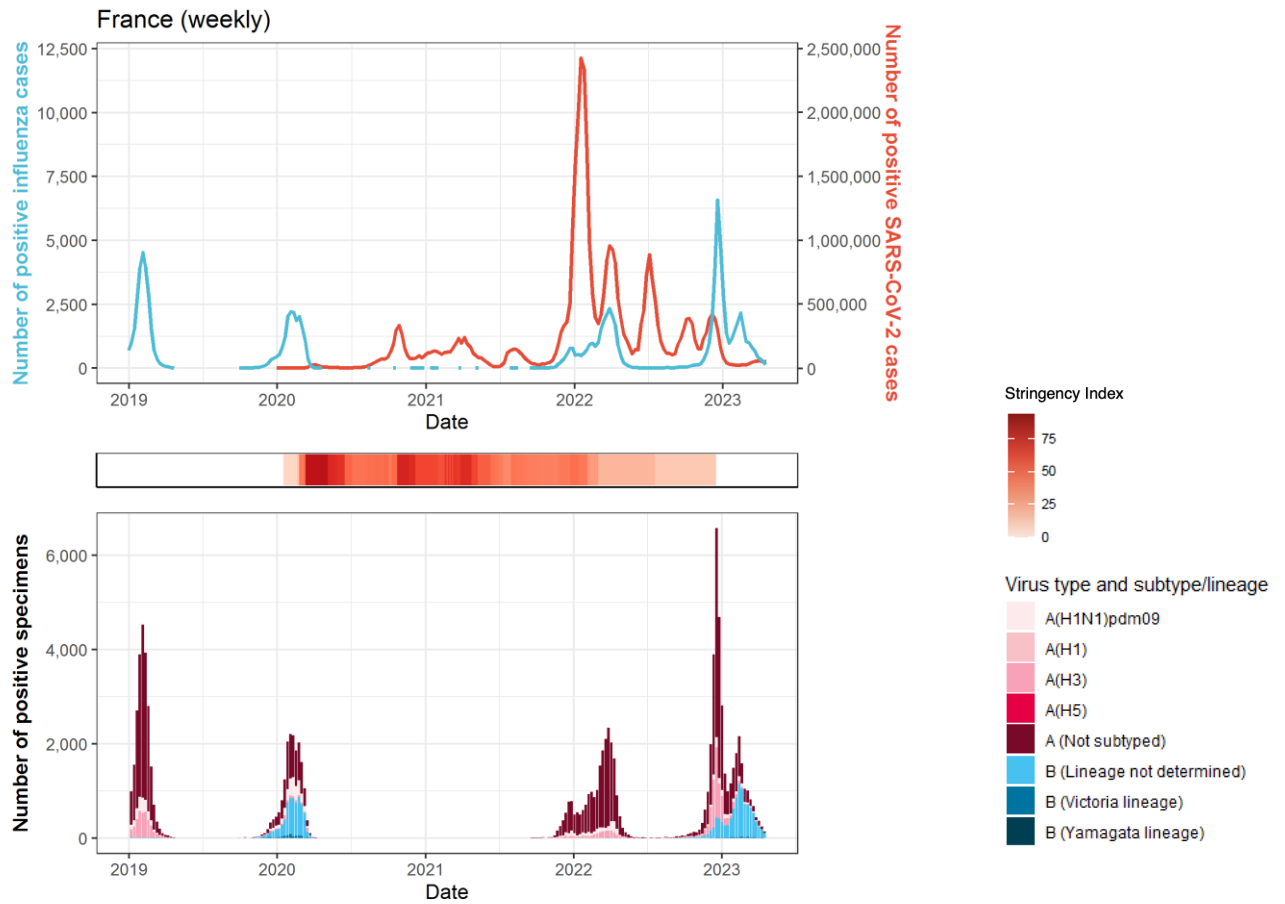 France (weekly)
Number of positive influenza cases
12,500
10,000
7,500
5,000
2,500
0
2,500,000
2,000,000
1,500,000
1,000,000
500,000
0
Number of positive SARS-CoV-2 cases
2019 2020 2021 2022 2023
Date
Stringency Index
75
50
25
0
Number of positive specimens
6,000
4,000
2,000
0
2019 2020 2021 2022 2023
Date
Virus type and subtype/lineage
A(H1N1)pdm09
A(H1)
A(H3)
A(H5)
A (Not subtyped)
B (Lineage not determined)
B (Victoria lineage)
B (Yamagata lineage)